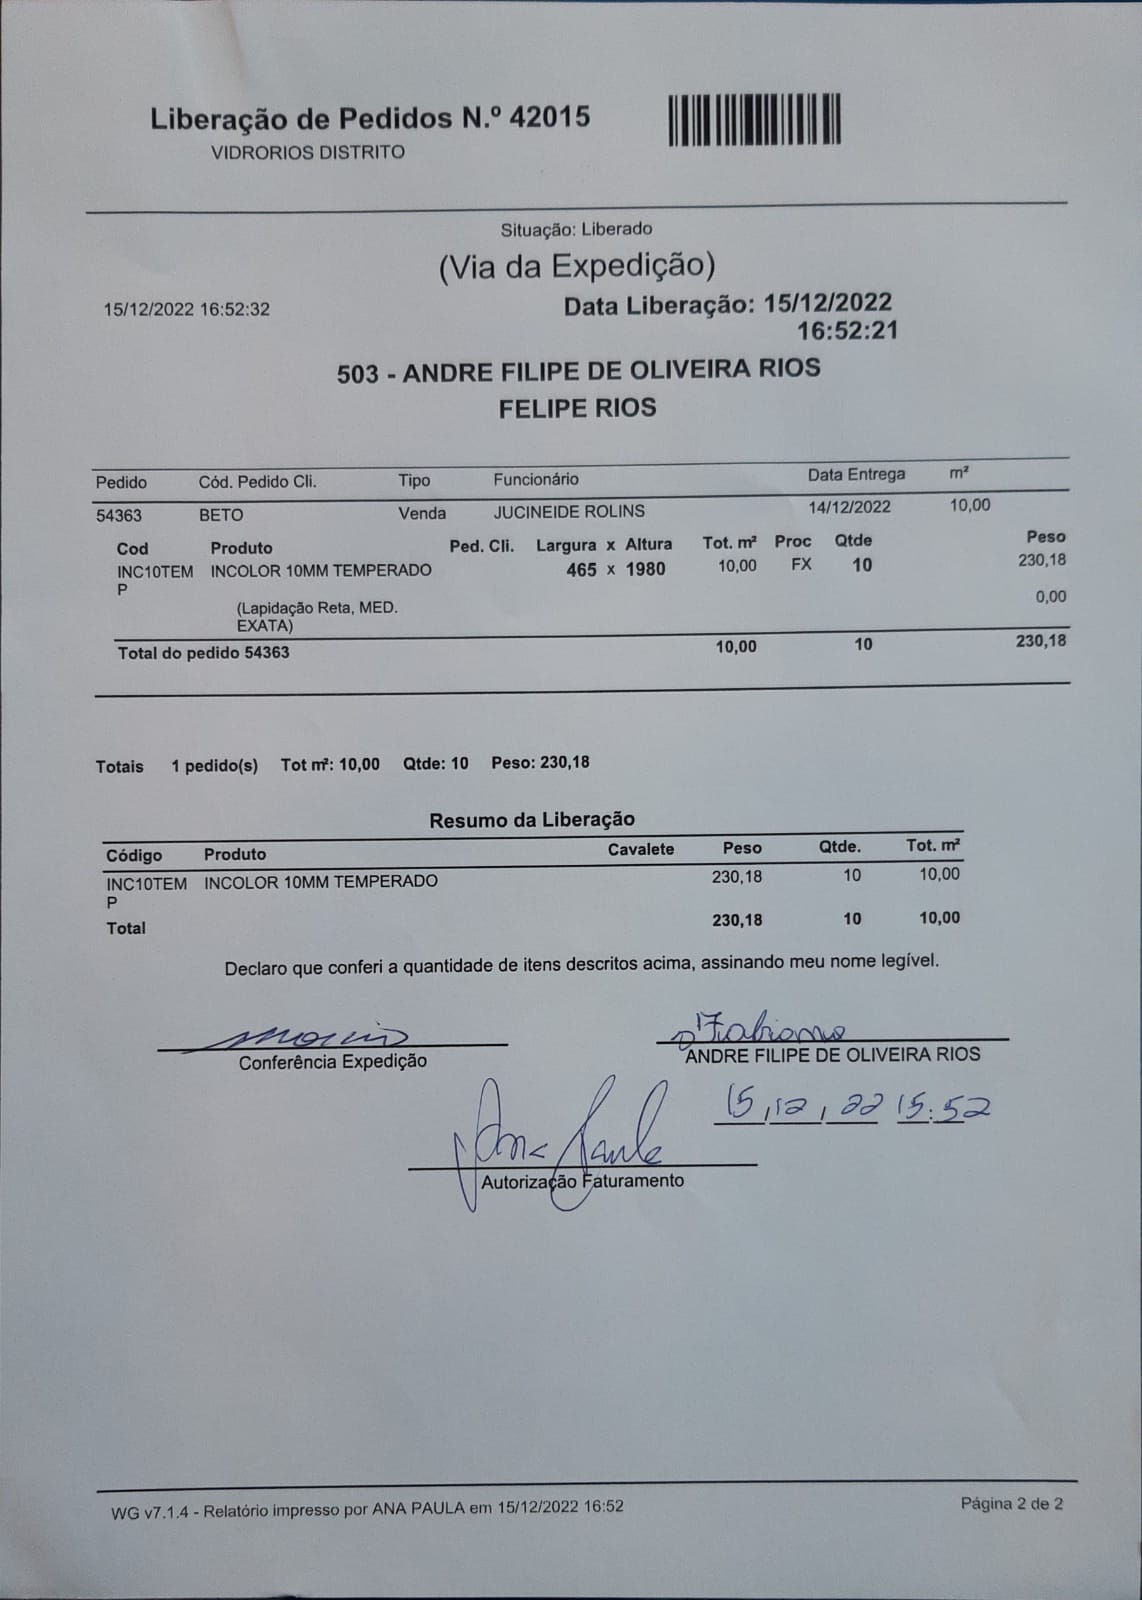 Liberação de Pedidos N.º 42015
VIDRORIOS DISTRITO
Situação: Liberado
(Via da Expedição)
15/12/2022 16:52:32
Data Liberação: 15/12/2022
16:52:21
503 - ANDRE FILIPE DE OLIVEIRA RIOS
FELIPE RIOS
Pedido Cód. Pedido Cli. Tipo Funcionário Data Entrega m²
54363 BETO Venda JUCINEIDE ROLINS 14/12/2022 10,00
Cod Produto Ped. Cli. Largura x Altura Tot. m² Proc Qtde Peso
INC10TEM INCOLOR 10MM TEMPERADO 465 x 1980 10,00 FX 10 230,18
P
(Lapidação Reta, MED. 0,00
EXATA)
Total do pedido 54363 10,00 10 230,18
Totais 1 pedido(s) Tot m²: 10,00 Qtde: 10 Peso: 230,18
Resumo da Liberação
Código Produto Cavalete Peso Qtde. Tot. m²
INC10TEM INCOLOR 10MM TEMPERADO 230,18 10 10,00
P
Total 230,18 10 10,00
Declaro que conferi a quantidade de itens descritos acima, assinando meu nome legível.
Fabiano
Conferência Expedição ANDRE FILIPE DE OLIVEIRA RIOS
15,12,22 15:52
Ana Paula
Autorização Faturamento
WG v7.1.4 - Relatório impresso por ANA PAULA em 15/12/2022 16:52 Página 2 de 2